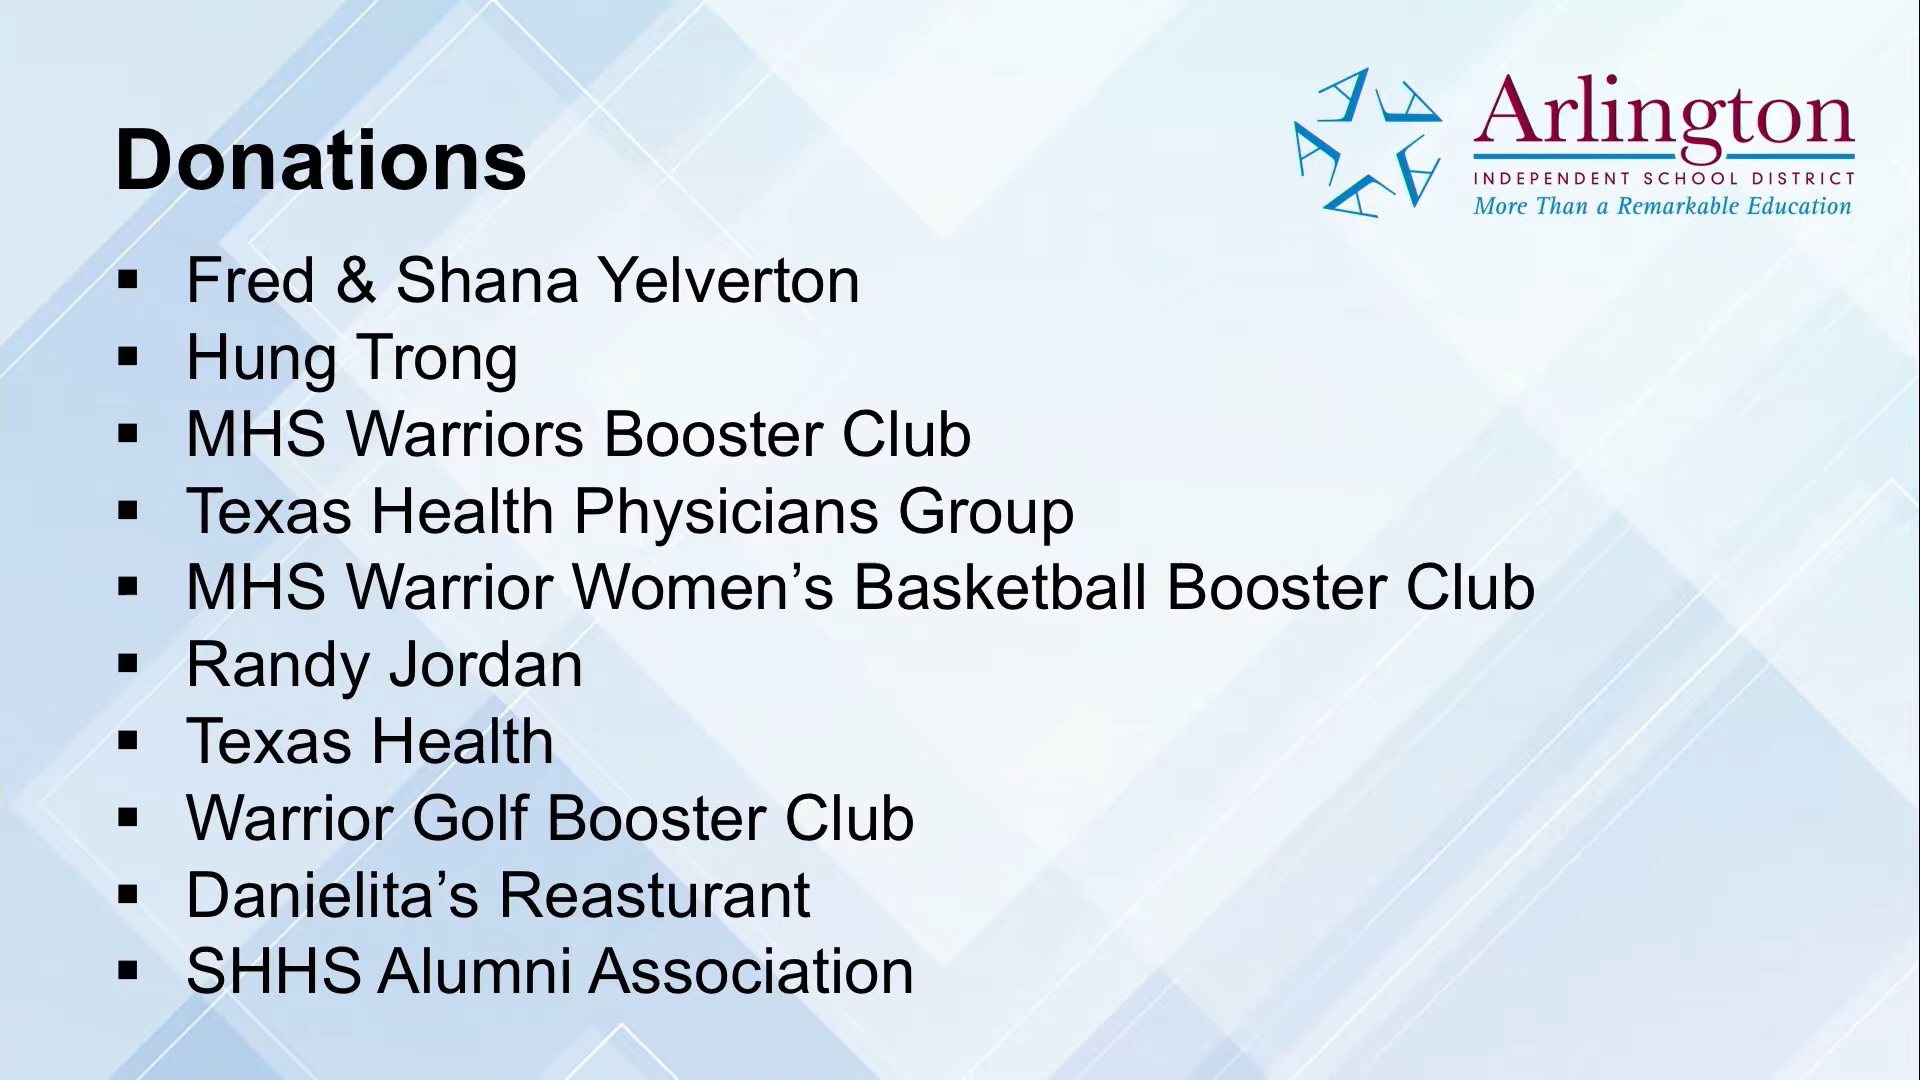 Donations
Arlington
INDEPENDENT SCHOOL DISTRICT
More Than a Remarkable Education
▪ Fred & Shana Yelverton
▪ Hung Trong
▪ MHS Warriors Booster Club
▪ Texas Health Physicians Group
▪ MHS Warrior Women’s Basketball Booster Club
▪ Randy Jordan
▪ Texas Health
▪ Warrior Golf Booster Club
▪ Danielita’s Reasturant
▪ SHHS Alumni Association